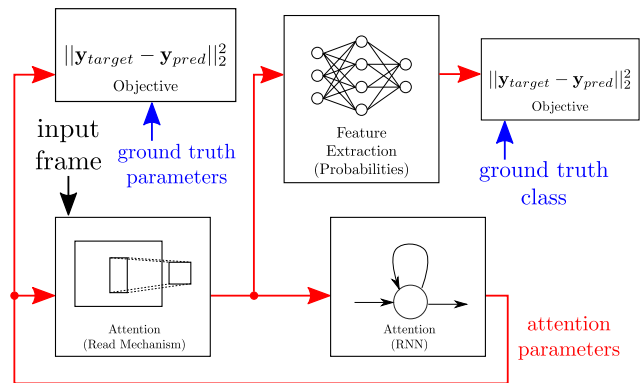 ||y_target − y_pred||₂²
Objective
input
frame
ground truth
parameters
Feature
Extraction
(Probabilities)
||y_target − y_pred||₂²
Objective
ground truth
class
Attention
(Read Mechanism)
Attention
(RNN)
attention
parameters